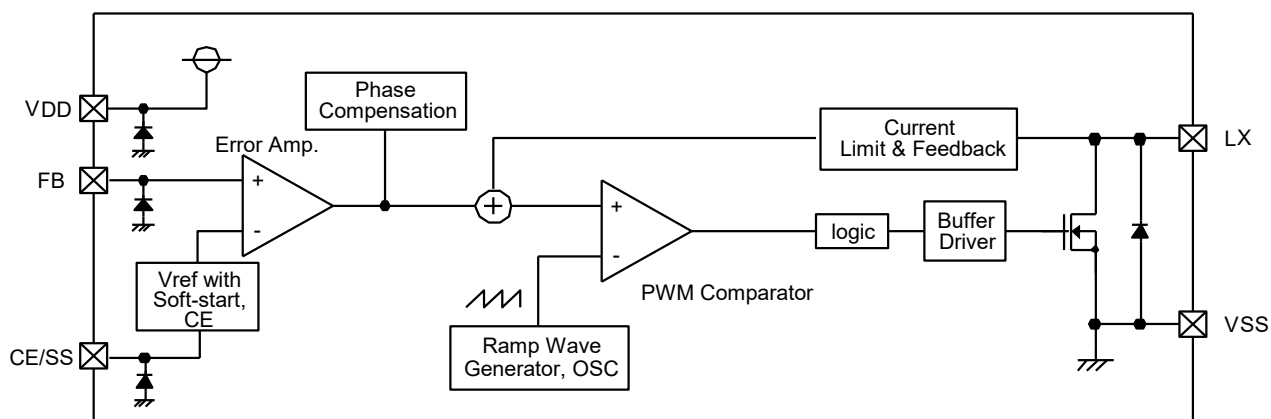 VDD
Phase
Compensation
Error Amp.
Current
Limit & Feedback
LX
FB
+
-
+
+
-
logic
Buffer
Driver
Vref with
Soft-start,
CE
PWM Comparator
VSS
CE/SS
Ramp Wave
Generator, OSC